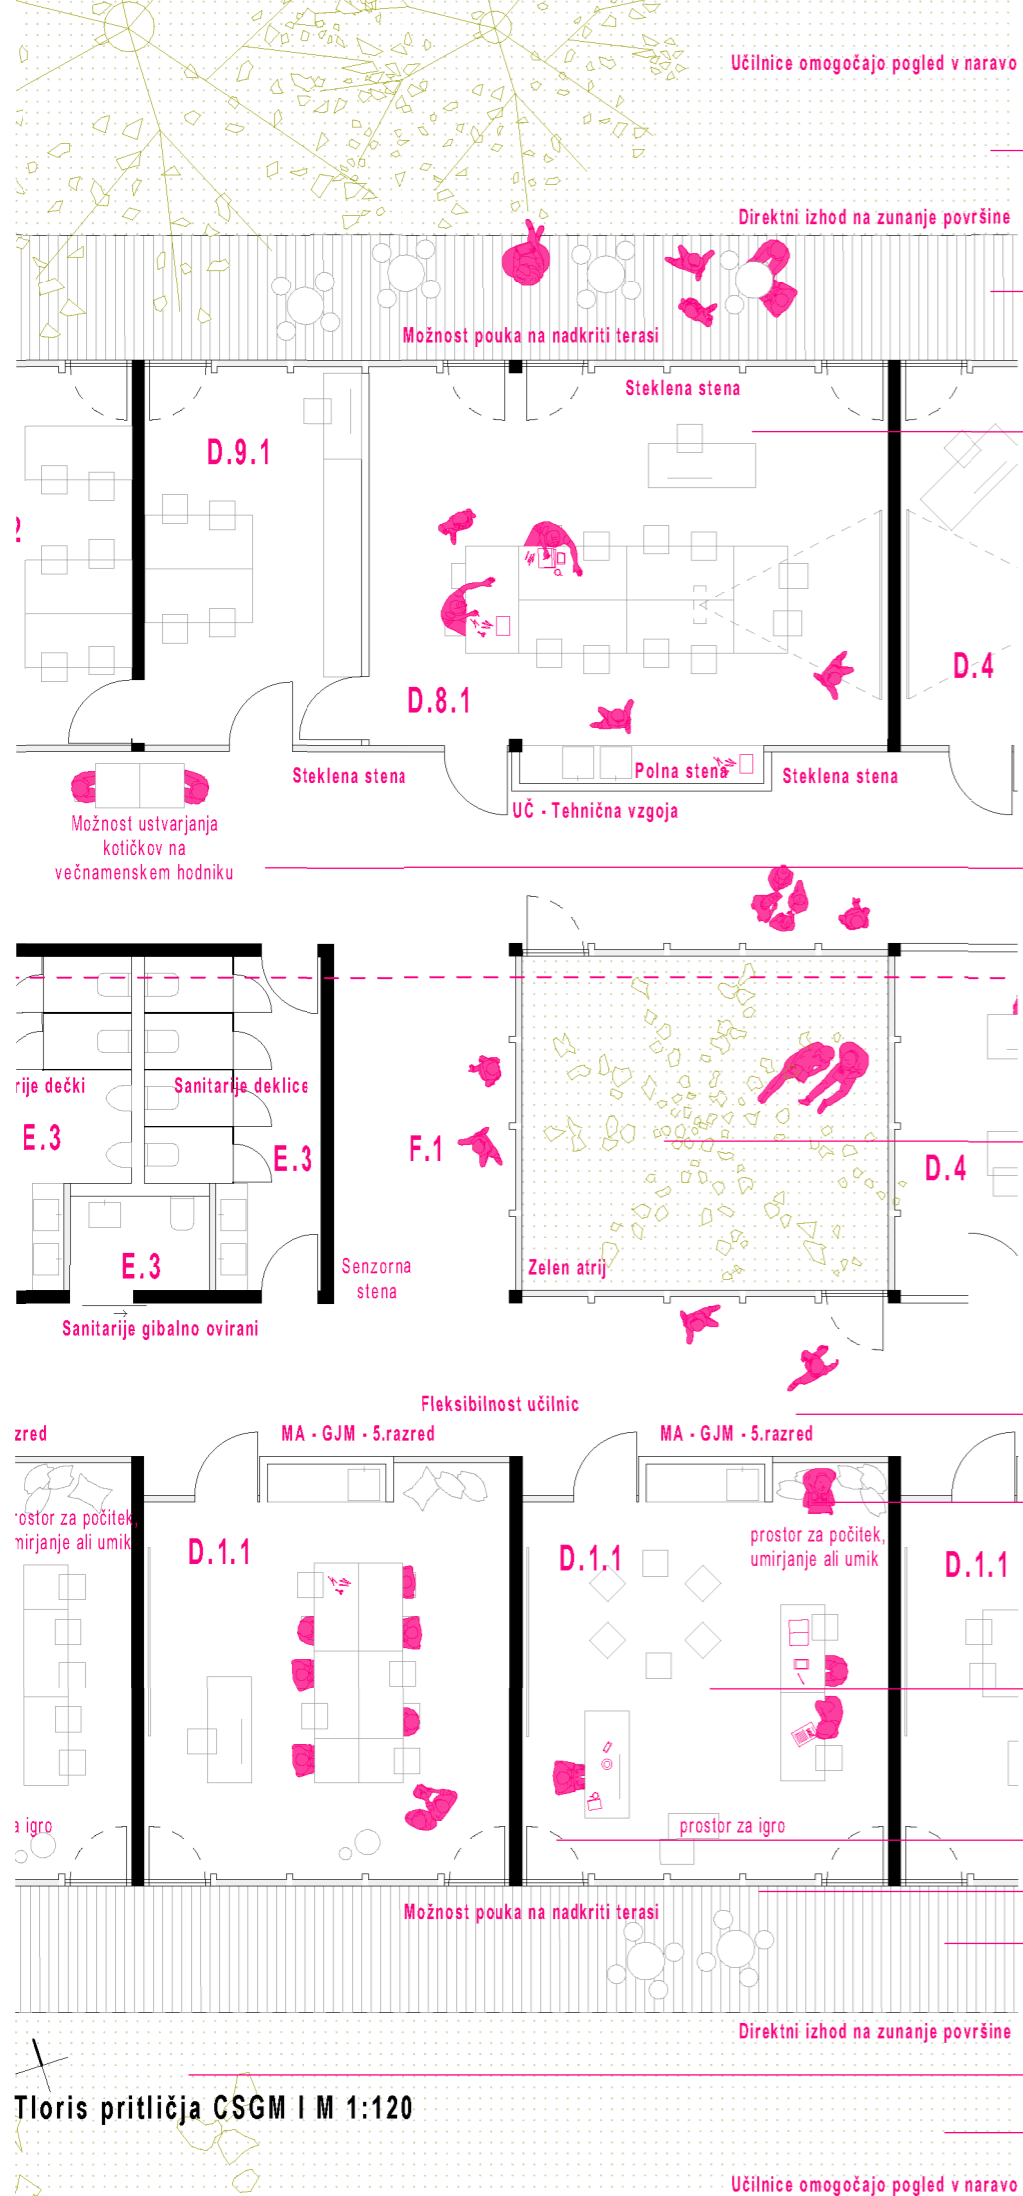 Učilnice omogočajo pogled v naravo
Direktni izhod na zunanje površine
Možnost pouka na nadkriti terasi
Steklena stena
D.9.1
2
D.4
D.8.1
Steklena stena
Polna stena
Steklena stena
UČ - Tehnična vzgoja
Možnost ustvarjanja
kotičkov na
večnamenskem hodniku
rije dečki
Sanitarije deklice
E.3
E.3
F.1
D.4
E.3
Senzorna
stena
Zelen atrij
Sanitarije gibalno ovirani
Fleksibilnost učilnic
zred
MA - GJM - 5.razred
MA - GJM - 5.razred
rostor za počitek,
mirjanje ali umik
D.1.1
D.1.1
prostor za počitek,
umirjanje ali umik
D.1.1
a igro
prostor za igro
Možnost pouka na nadkriti terasi
Direktni izhod na zunanje površine
Tloris pritličja CSGM I M 1:120
Učilnice omogočajo pogled v naravo